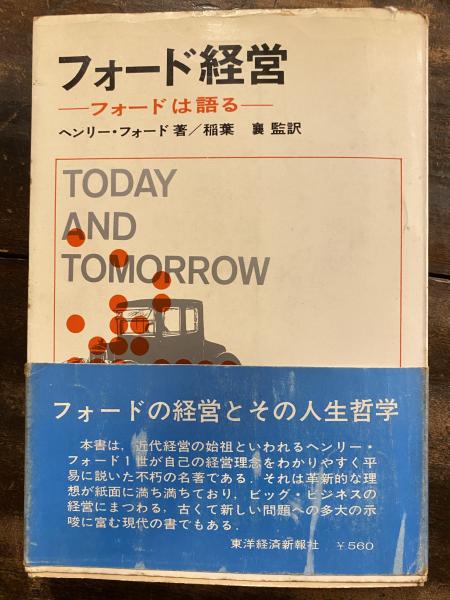 フォード経営
―フォードは語る―
ヘンリー・フォード 著／稲葉 襄 監訳
TODAY
AND
TOMORROW
フォードの経営とその人生哲学
本書は，近代経営の始祖といわれるヘンリー・
フォード1世が自己の経営理念をわかりやすく平
易に説いた不朽の名著である．それは革新的な理
想が紙面に満ち満ちており，ビッグ・ビジネスの
経営にまつわる．古くて新しい問題への多大の示
唆に富む現代の書でもある．
東洋経済新報社 ￥560